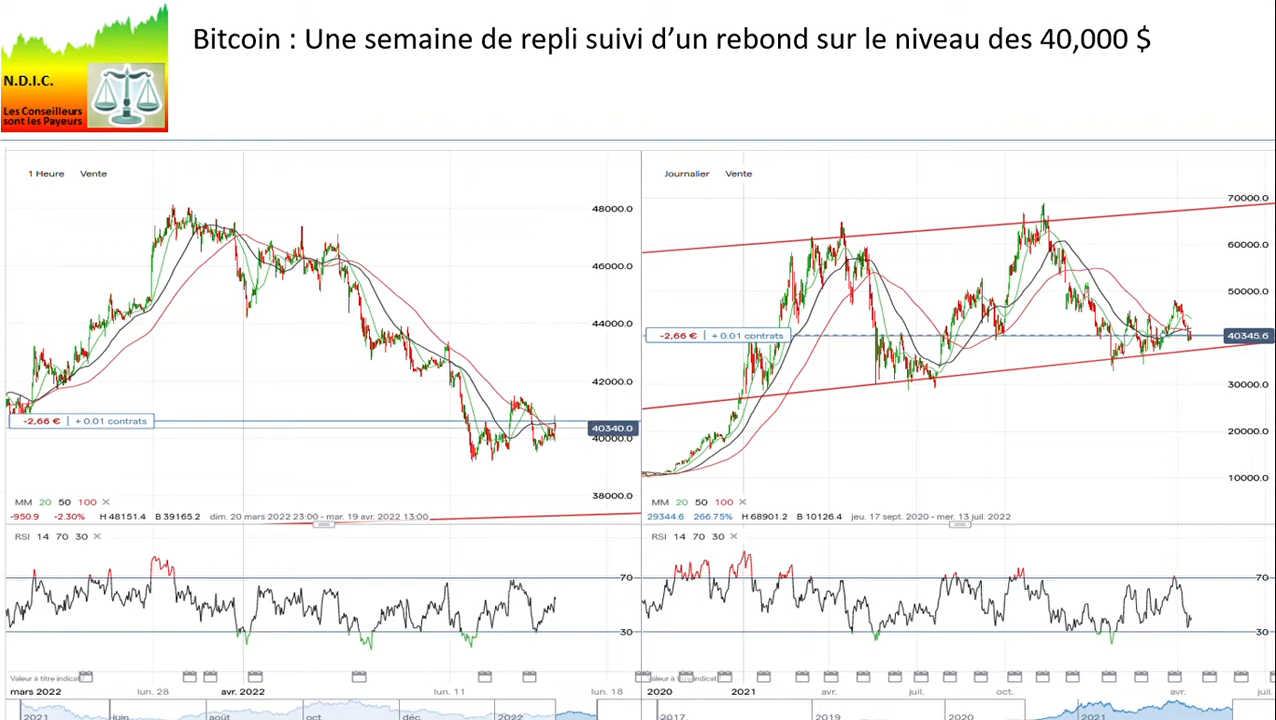 Bitcoin : Une semaine de repli suivi d’un rebond sur le niveau des 40,000 $
N.D.I.C.
Les Conseilleurs
sont les Payeurs
1 Heure Vente
48000.0
46000.0
44000.0
42000.0
-2,66 € | + 0.01 contrats
40340.0
40000.0
38000.0
MM 20 50 100 ×
-950.9 -2.30% H 48151.4 B 39165.2 dim. 20 mars 2022 23:00 - mar. 19 avr. 2022 13:00
RSI 14 70 30 ×
70
30
Valeur à titre indicat
mars 2022 lun. 28 avr. 2022 lun. 11 lun. 18
2021 juin août oct. déc. 2022
Journalier Vente
70000.0
60000.0
50000.0
-2,66 € | + 0.01 contrats
40345.6
30000.0
20000.0
10000.0
MM 20 50 100 ×
29344.6 266.75% H 68901.2 B 10126.4 jeu. 17 sept. 2020 - mer. 13 juil. 2022
RSI 14 70 30 ×
70
30
2020 2021 avr. juil. oct. avr. juil.
2017 2019 2020 2021